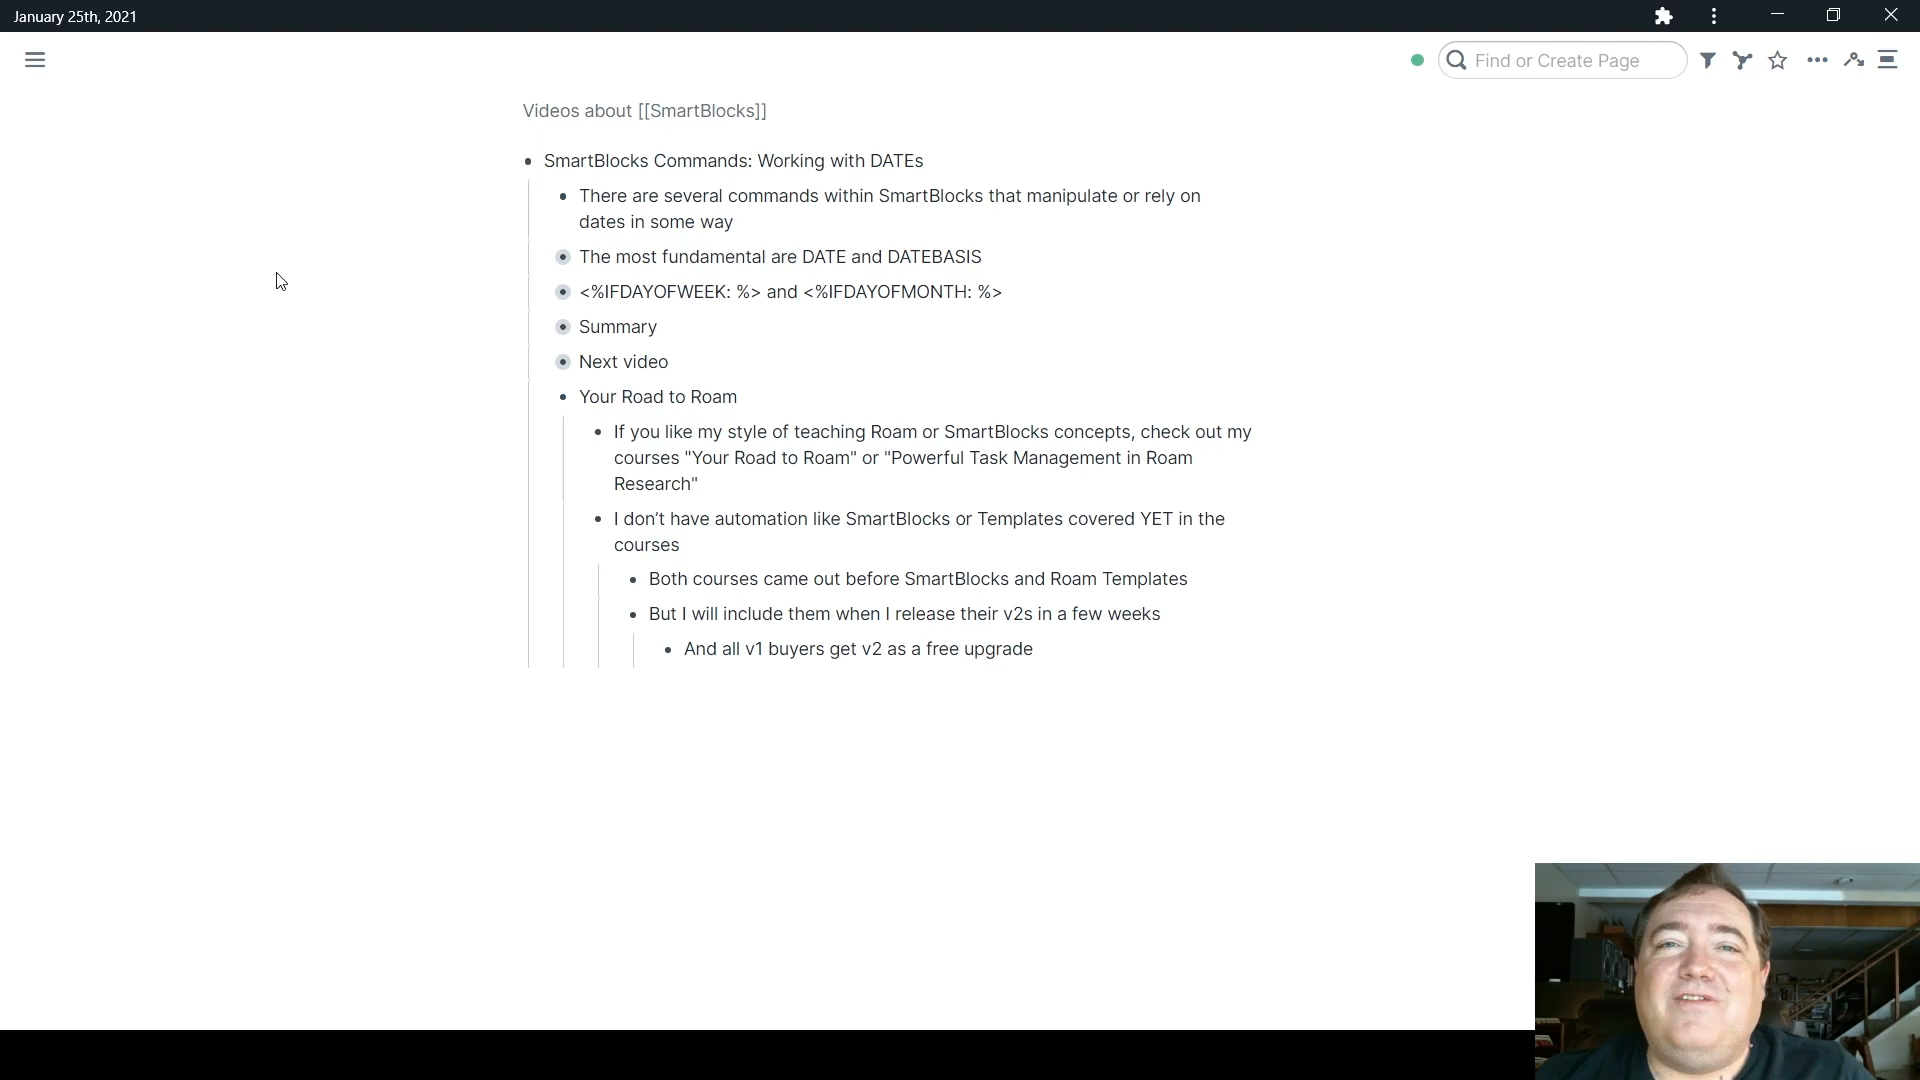 January 25th, 2021
Find or Create Page
Videos about [[SmartBlocks]]
SmartBlocks Commands: Working with DATEs
There are several commands within SmartBlocks that manipulate or rely on
dates in some way
The most fundamental are DATE and DATEBASIS
<%IFDAYOFWEEK: %> and <%IFDAYOFMONTH: %>
Summary
Next video
Your Road to Roam
If you like my style of teaching Roam or SmartBlocks concepts, check out my
courses "Your Road to Roam" or "Powerful Task Management in Roam
Research"
I don't have automation like SmartBlocks or Templates covered YET in the
courses
Both courses came out before SmartBlocks and Roam Templates
But I will include them when I release their v2s in a few weeks
And all v1 buyers get v2 as a free upgrade